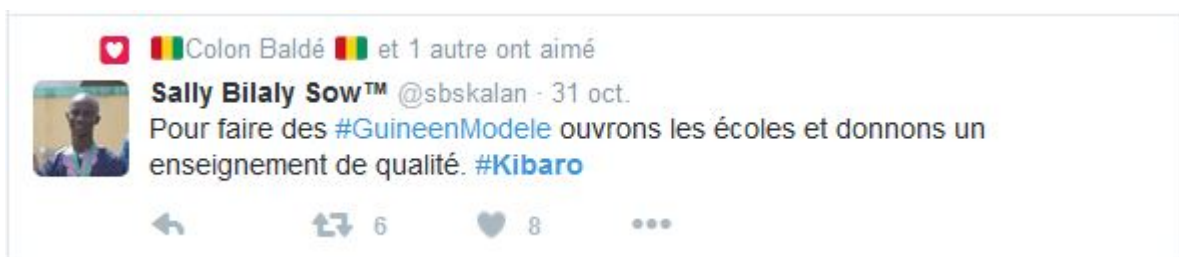 🇬🇳Colon Baldé 🇬🇳 et 1 autre ont aimé
Sally Bilaly Sow™ @sbskalan · 31 oct.
Pour faire des #GuineenModele ouvrons les écoles et donnons un
enseignement de qualité. #Kibaro
6 8